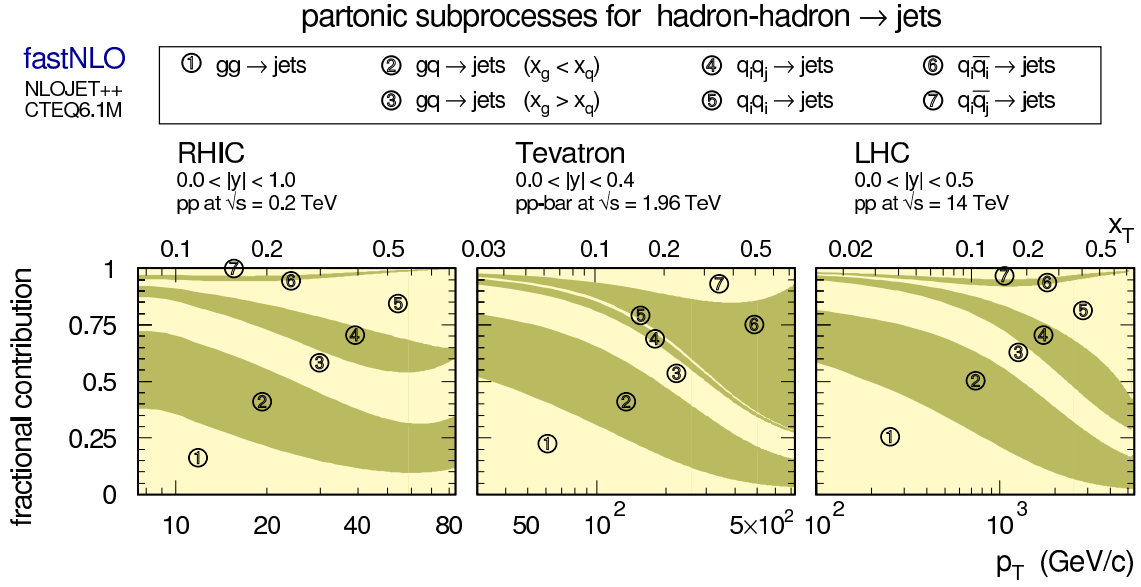 partonic subprocesses for hadron-hadron → jets
fastNLO
NLOJET++
CTEQ6.1M
① gg → jets ② gq → jets (x_g < x_q) ④ q_i q_j → jets ⑥ q_i q̅_i → jets
③ gq → jets (x_g > x_q) ⑤ q_i q_i → jets ⑦ q_i q̅_j → jets
RHIC
0.0 < |y| < 1.0
pp at √s = 0.2 TeV
Tevatron
0.0 < |y| < 0.4
pp-bar at √s = 1.96 TeV
LHC
0.0 < |y| < 0.5
pp at √s = 14 TeV
x_T
0.1 0.2 0.5
0.03 0.1 0.2 0.5
0.02 0.1 0.2 0.5
fractional contribution
1
0.75
0.5
0.25
0
① ② ③ ④ ⑤ ⑥ ⑦
① ② ③ ④ ⑤ ⑥ ⑦
① ② ③ ④ ⑤ ⑥ ⑦
10 20 40 80
50 10² 5×10²
10² 10³
p_T (GeV/c)